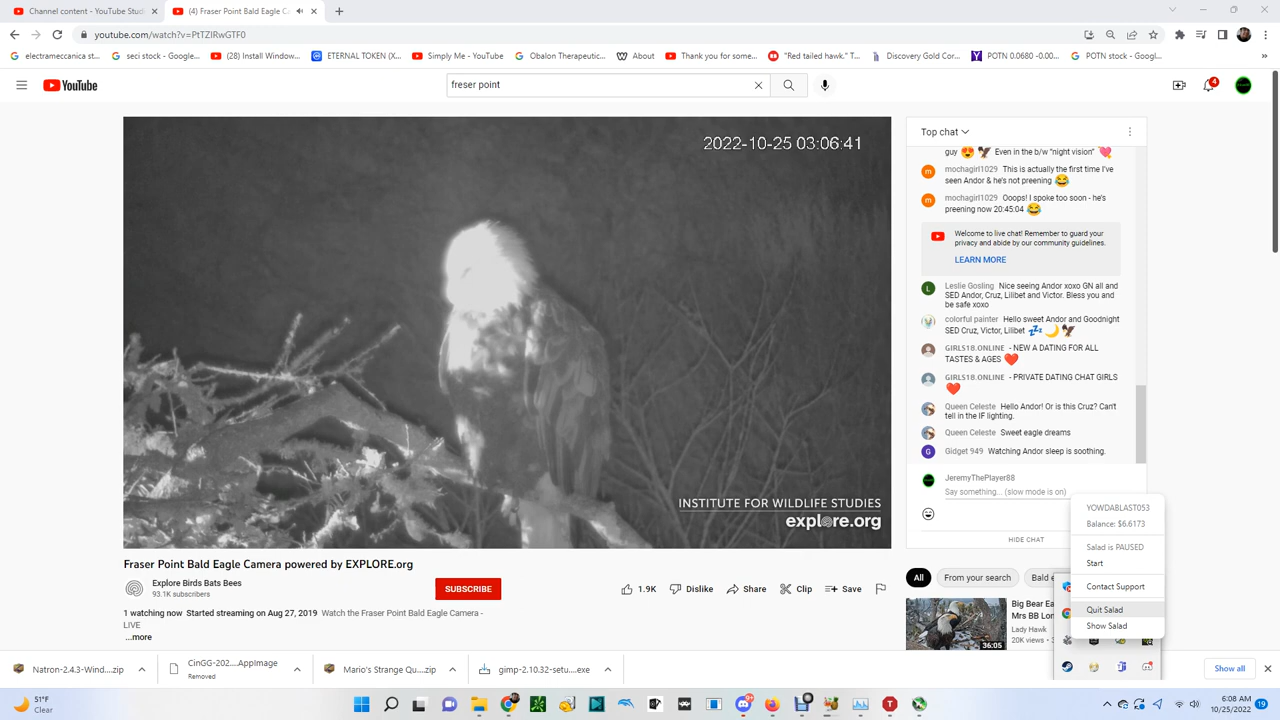 Channel content - YouTube Studi
(4) Fraser Point Bald Eagle Ca
youtube.com/watch?v=PtTZIRwGTF0
electrameccanica st...
seci stock - Google...
(28) Install Window...
ETERNAL TOKEN (X...
Simply Me - YouTube
Obalon Therapeutic...
About
Thank you for some...
"Red tailed hawk." T...
Discovery Gold Cor...
POTN 0.0680 -0.00...
POTN stock - Googl...
»
YouTube
freser point
4
2022-10-25 03:06:41
INSTITUTE FOR WILDLIFE STUDIES
explore.org
Top chat
guy 😍 🦅 Even in the b/w "night vision" 💘
mochagirl1029 This is actually the first time I've
seen Andor & he's not preening 😂
mochagirl1029 Ooops! I spoke too soon - he's
preening now 20:45:04 😂
Welcome to live chat! Remember to guard your
privacy and abide by our community guidelines.
LEARN MORE
Leslie Gosling Nice seeing Andor xoxo GN all and
SED Andor, Cruz, Lilibet and Victor. Bless you and
be safe xoxo
colorful painter Hello sweet Andor and Goodnight
SED Cruz, Victor, Lilibet 💤 🌙 🦅
GIRLS18.ONLINE - NEW A DATING FOR ALL
TASTES & AGES ❤️
GIRLS18.ONLINE - PRIVATE DATING CHAT GIRLS
❤️
Queen Celeste Hello Andor! Or is this Cruz? Can't
tell in the IF lighting.
Queen Celeste Sweet eagle dreams
Gidget 949 Watching Andor sleep is soothing.
JeremyThePlayer88
Say something... (slow mode is on)
HIDE CHAT
YOWDABLAST053
Balance: $6.6173
Salad is PAUSED
Start
Contact Support
Quit Salad
Show Salad
Fraser Point Bald Eagle Camera powered by EXPLORE.org
Explore Birds Bats Bees
93.1K subscribers
SUBSCRIBE
1.9K
Dislike
Share
Clip
Save
1 watching now Started streaming on Aug 27, 2019 Watch the Fraser Point Bald Eagle Camera -
LIVE
...more
All
From your search
Bald e
Big Bear Ea
Mrs BB Lon
Lady Hawk
20K views
36:05
Natron-2.4.3-Wind....zip
CinGG-202....AppImage
Removed
Mario's Strange Qu....zip
gimp-2.10.32-setu....exe
Show all
51°F
Clear
6:08 AM
10/25/2022
19